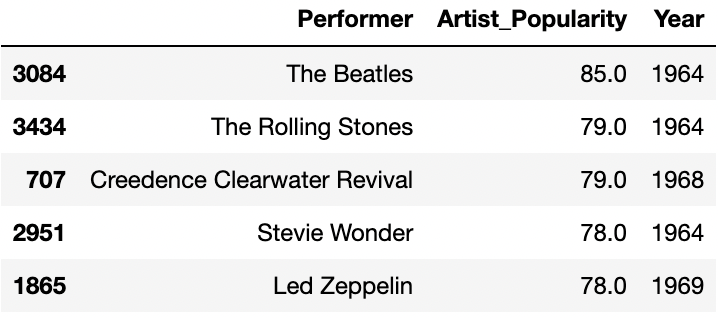 Performer Artist_Popularity Year
3084 The Beatles 85.0 1964
3434 The Rolling Stones 79.0 1964
707 Creedence Clearwater Revival 79.0 1968
2951 Stevie Wonder 78.0 1964
1865 Led Zeppelin 78.0 1969